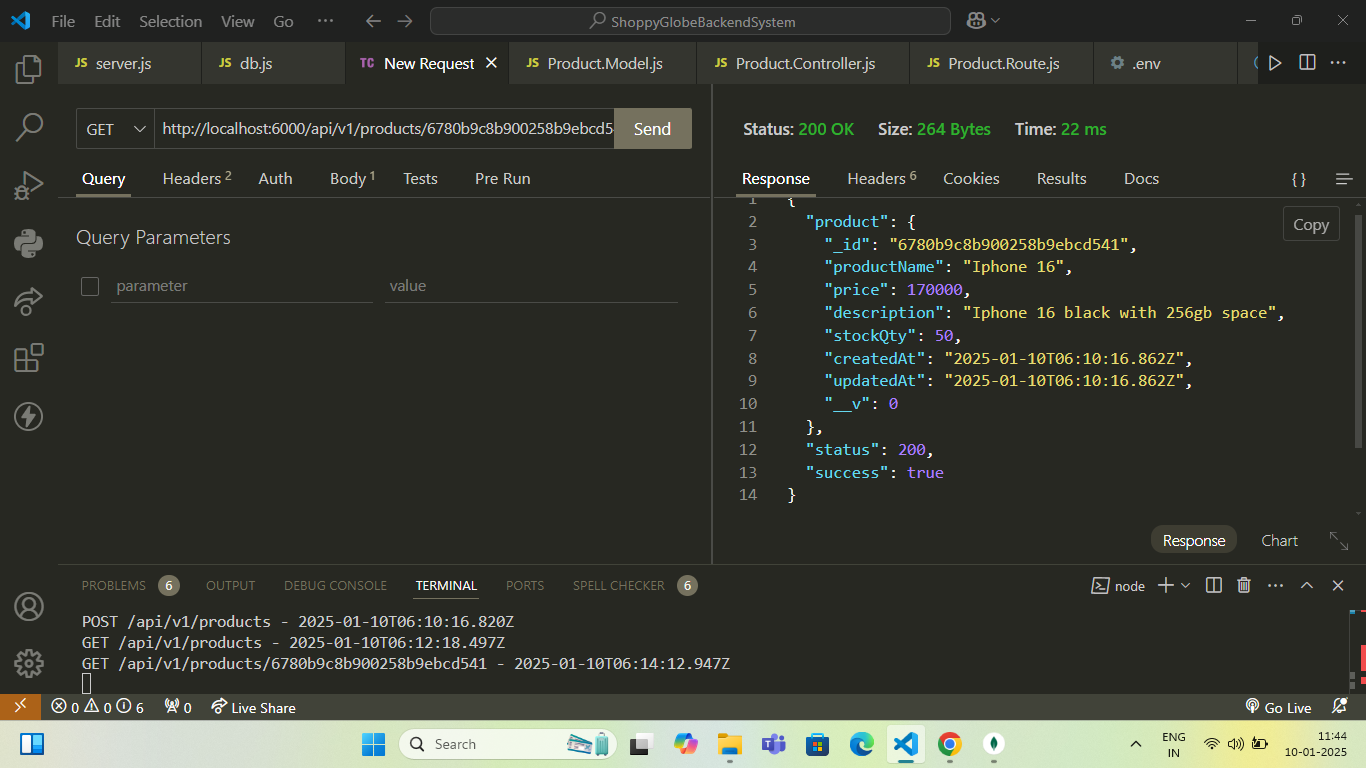 File Edit Selection View Go ··· ShoppyGlobeBackendSystem
JS server.js JS db.js TC New Request JS Product.Model.js JS Product.Controller.js JS Product.Route.js .env
GET http://localhost:6000/api/v1/products/6780b9c8b900258b9ebcd5 Send
Query Headers 2 Auth Body 1 Tests Pre Run
Query Parameters
parameter value
Status: 200 OK Size: 264 Bytes Time: 22 ms
Response Headers 6 Cookies Results Docs { }
Copy
1 {
2 "product": {
3 "_id": "6780b9c8b900258b9ebcd541",
4 "productName": "Iphone 16",
5 "price": 170000,
6 "description": "Iphone 16 black with 256gb space",
7 "stockQty": 50,
8 "createdAt": "2025-01-10T06:10:16.862Z",
9 "updatedAt": "2025-01-10T06:10:16.862Z",
10 "__v": 0
11 },
12 "status": 200,
13 "success": true
14 }
Response Chart
PROBLEMS 6 OUTPUT DEBUG CONSOLE TERMINAL PORTS SPELL CHECKER 6 node
POST /api/v1/products - 2025-01-10T06:10:16.820Z
GET /api/v1/products - 2025-01-10T06:12:18.497Z
GET /api/v1/products/6780b9c8b900258b9ebcd541 - 2025-01-10T06:14:12.947Z
0 0 6 0 Live Share Go Live
Search ENG 11:44
IN 10-01-2025